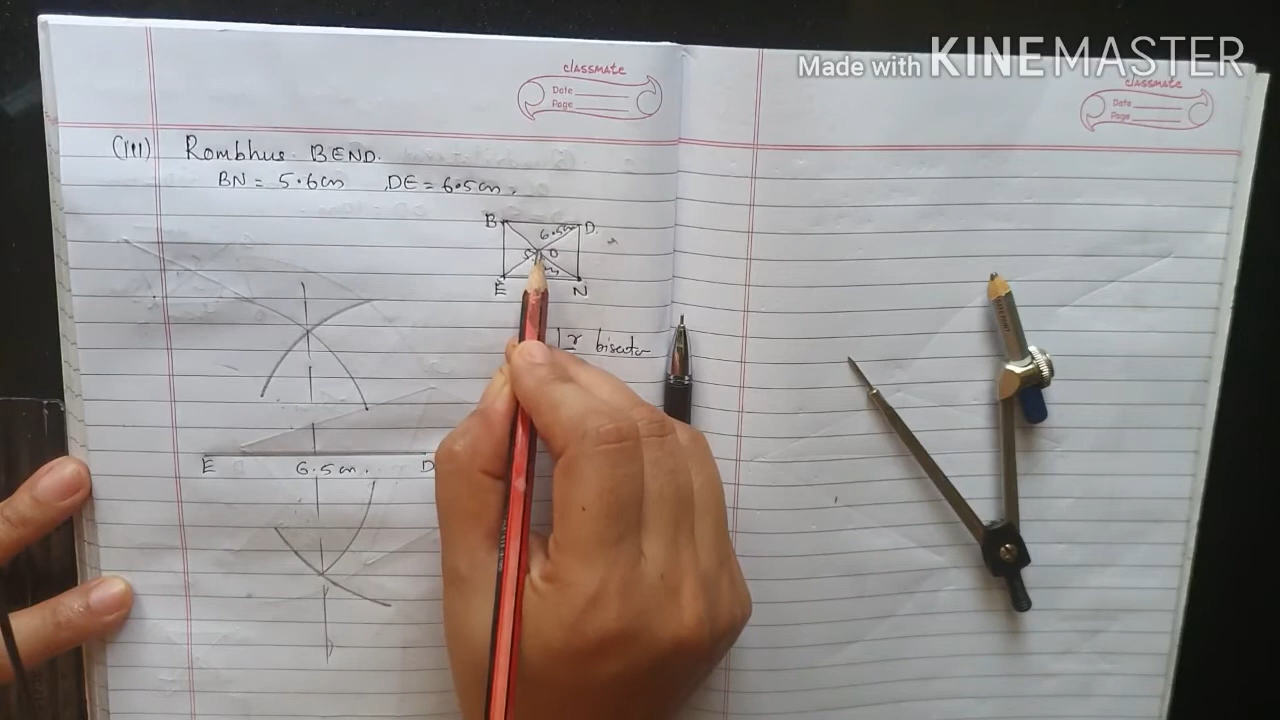 Made with KINEMASTER
classmate
Date
Page
classmate
Date
Page
(III) Rombhus BEND.
BN = 5.6cm DE = 6.5cm.
B D.
6.5cm
O
E N
⊥r bisector
E 6.5cm. D